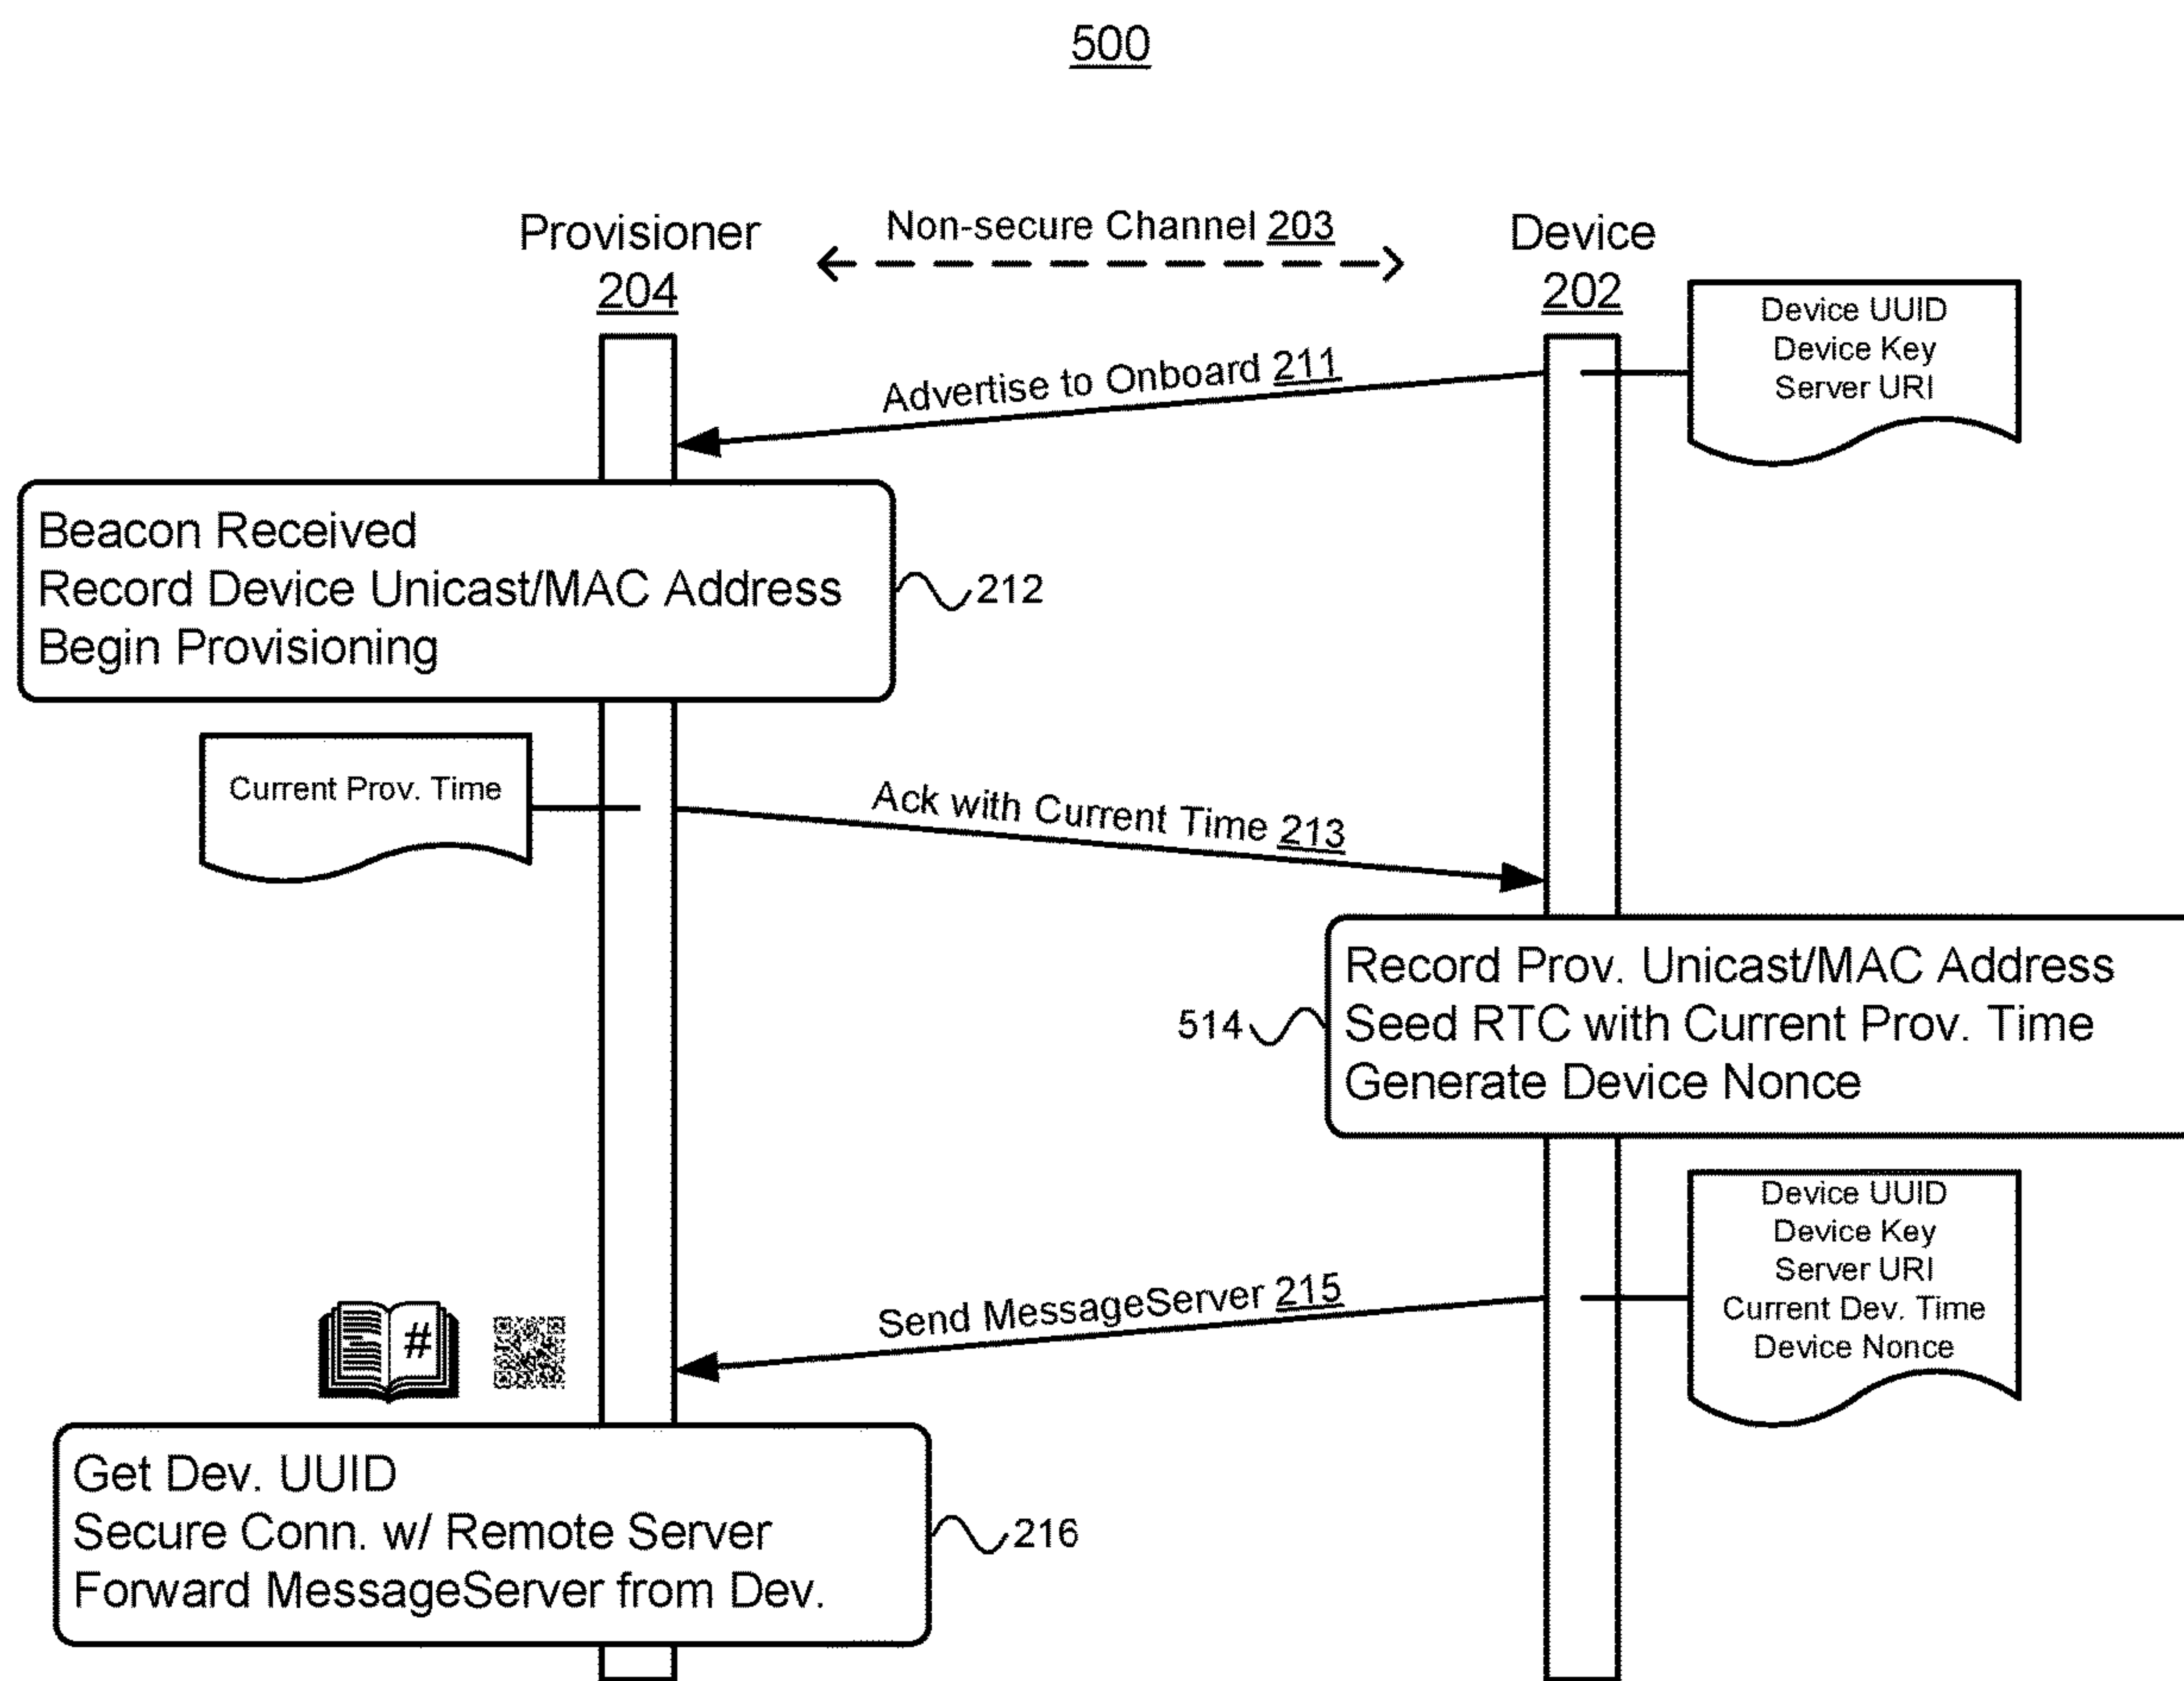 500
Provisioner
204
Non-secure Channel 203
Device
202
Device UUID
Device Key
Server URI
Advertise to Onboard 211
Beacon Received
Record Device Unicast/MAC Address
Begin Provisioning
212
Current Prov. Time
Ack with Current Time 213
Record Prov. Unicast/MAC Address
Seed RTC with Current Prov. Time
Generate Device Nonce
514
Device UUID
Device Key
Server URI
Current Dev. Time
Device Nonce
Send MessageServer 215
#
Get Dev. UUID
Secure Conn. w/ Remote Server
Forward MessageServer from Dev.
216